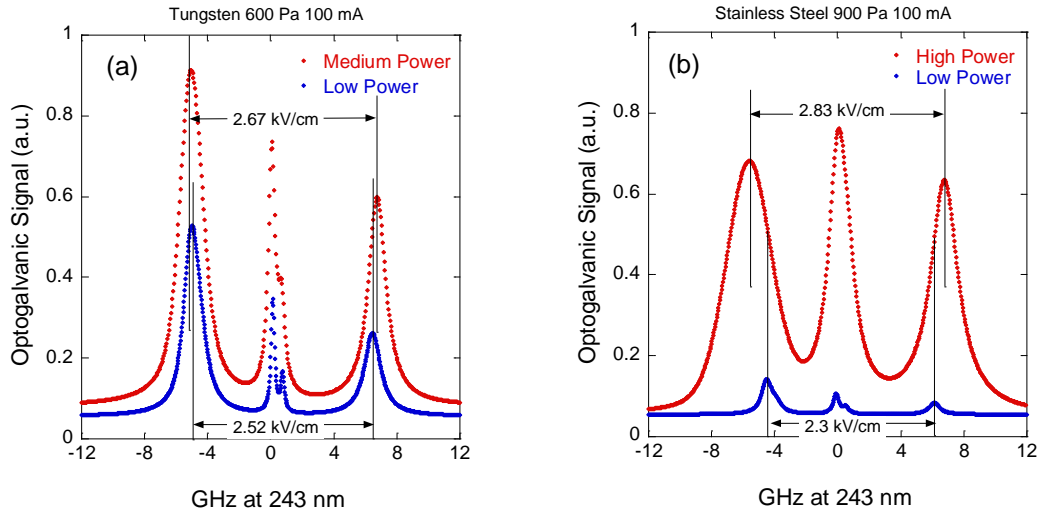 Tungsten 600 Pa 100 mA
(a)
Medium Power
Low Power
2.67 kV/cm
2.52 kV/cm
Optogalvanic Signal (a.u.)
1
0.8
0.6
0.4
0.2
0
-12 -8 -4 0 4 8 12
GHz at 243 nm
Stainless Steel 900 Pa 100 mA
(b)
High Power
Low Power
2.83 kV/cm
2.3 kV/cm
Optogalvanic Signal (a.u.)
1
0.8
0.6
0.4
0.2
0
-12 -8 -4 0 4 8 12
GHz at 243 nm